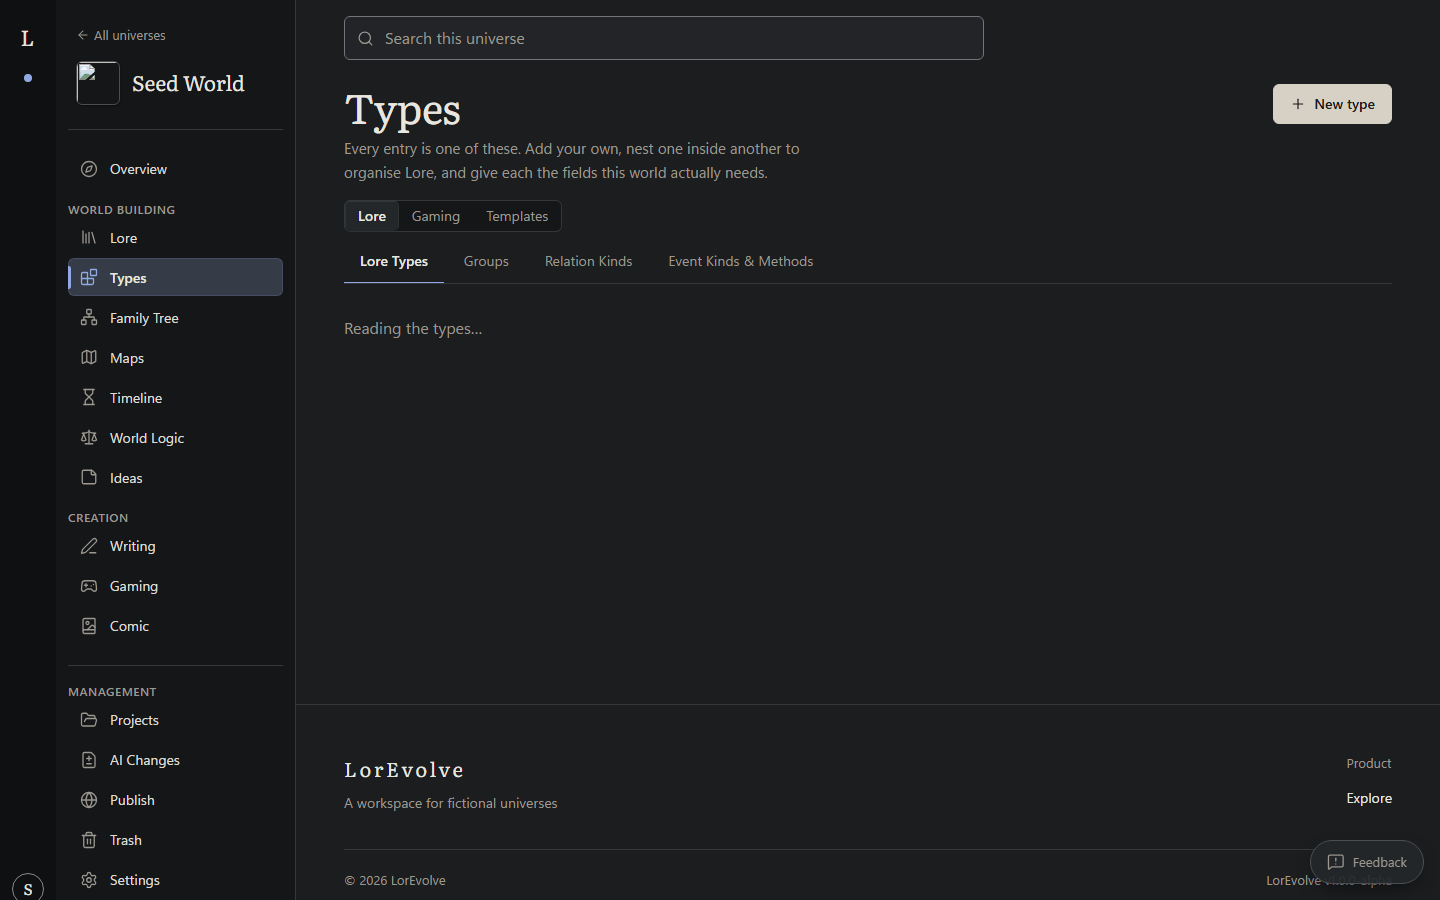 L
All universes
Seed World
Overview
WORLD BUILDING
Lore
Types
Family Tree
Maps
Timeline
World Logic
Ideas
CREATION
Writing
Gaming
Comic
MANAGEMENT
Projects
AI Changes
Publish
Trash
Settings
S
Search this universe
Types
New type
Every entry is one of these. Add your own, nest one inside another to
organise Lore, and give each the fields this world actually needs.
Lore Gaming Templates
Lore Types Groups Relation Kinds Event Kinds & Methods
Reading the types...
LorEvolve
A workspace for fictional universes
Product
Explore
Feedback
© 2026 LorEvolve
LorEvolve v1.0.0-alpha